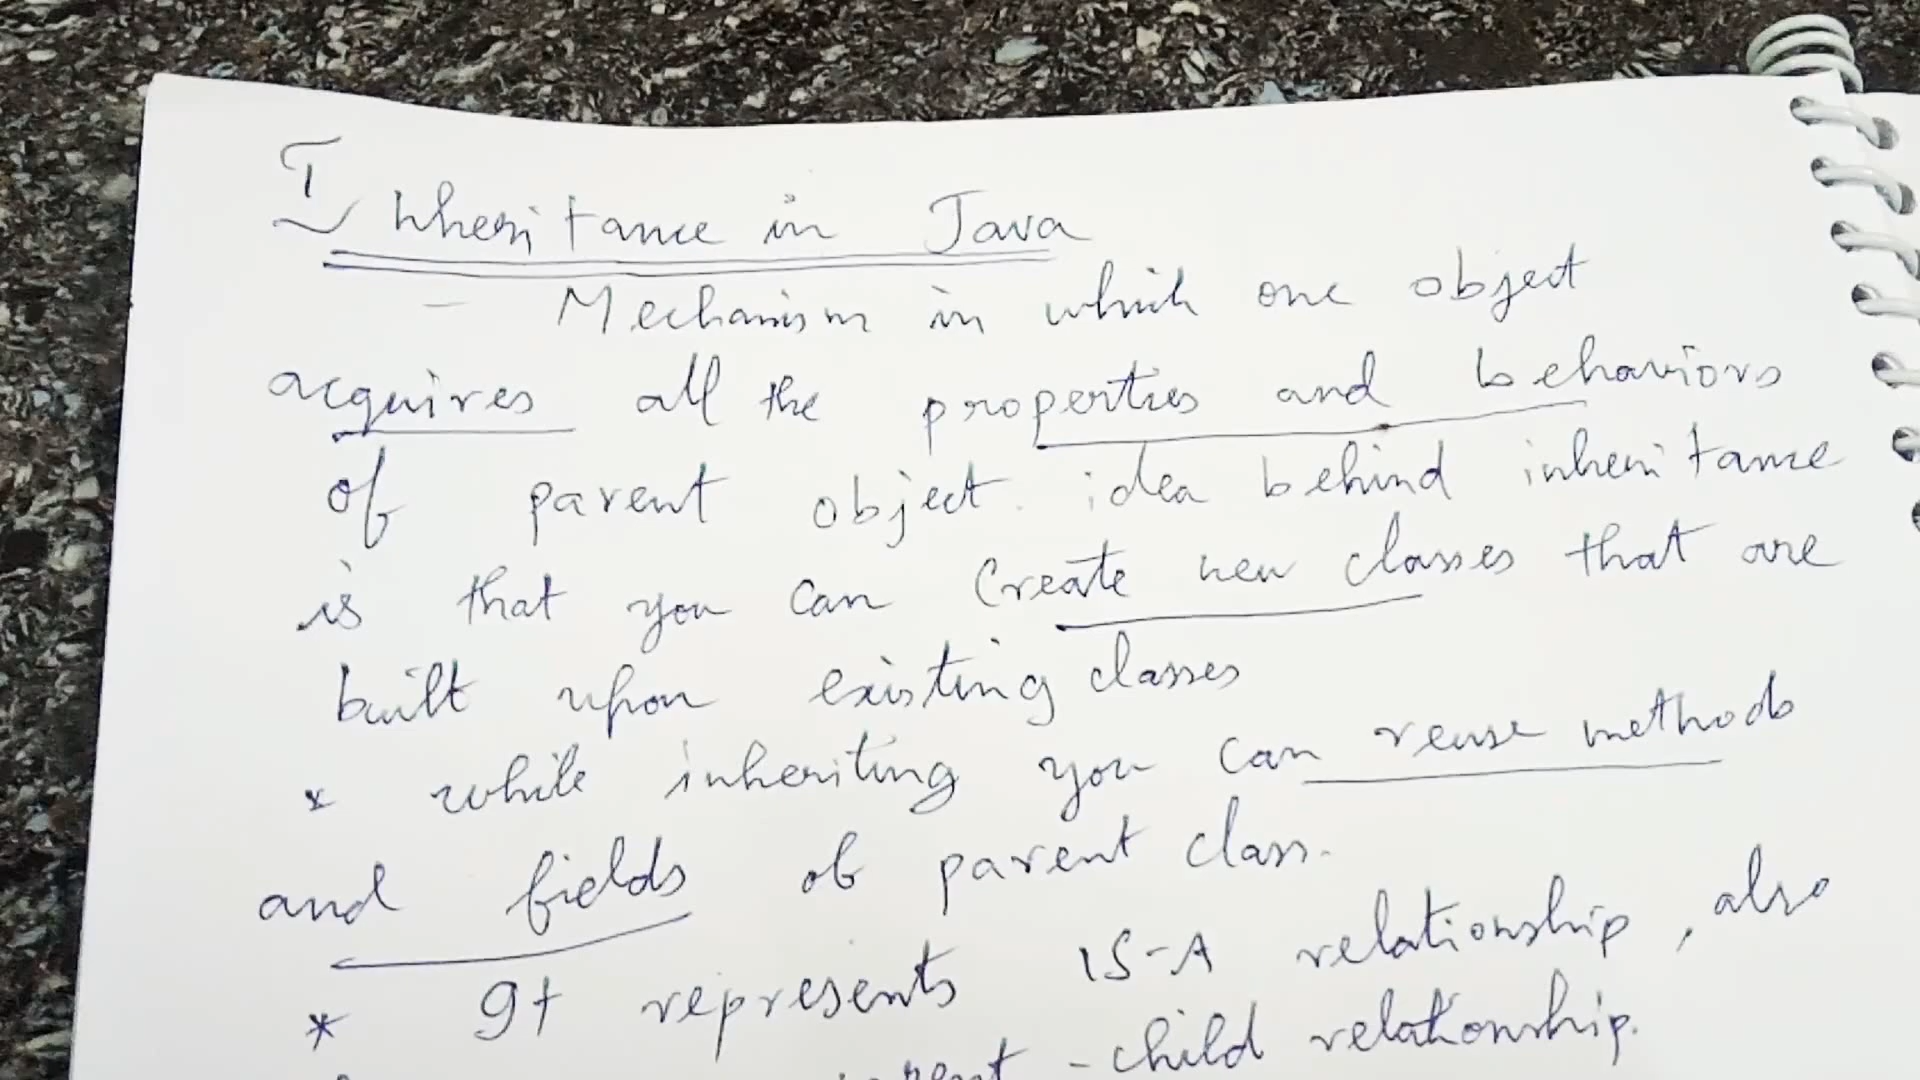 Inheritance in Java
- Mechanism in which one object
acquires all the properties and behaviors
of parent object. idea behind inheritance
is that you can create new classes that are
built upon existing classes
* while inheriting you can reuse methods
and fields of parent class.
* It represents IS-A relationship, also
parent - child relationship.